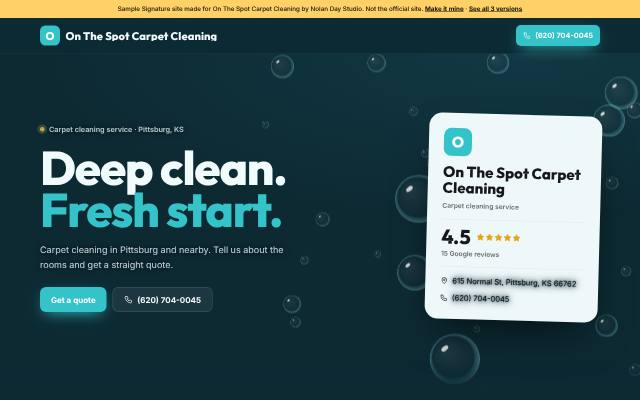 Sample Signature site made for On The Spot Carpet Cleaning by Nolan Day Studio. Not the official site. Make it mine · See all 3 versions
O On The Spot Carpet Cleaning
(620) 704-0045
Carpet cleaning service · Pittsburg, KS
Deep clean.
Fresh start.
Carpet cleaning in Pittsburg and nearby. Tell us about the
rooms and get a straight quote.
Get a quote
(620) 704-0045
O
On The Spot Carpet
Cleaning
Carpet cleaning service
4.5 ★★★★★
15 Google reviews
615 Normal St, Pittsburg, KS 66762
(620) 704-0045